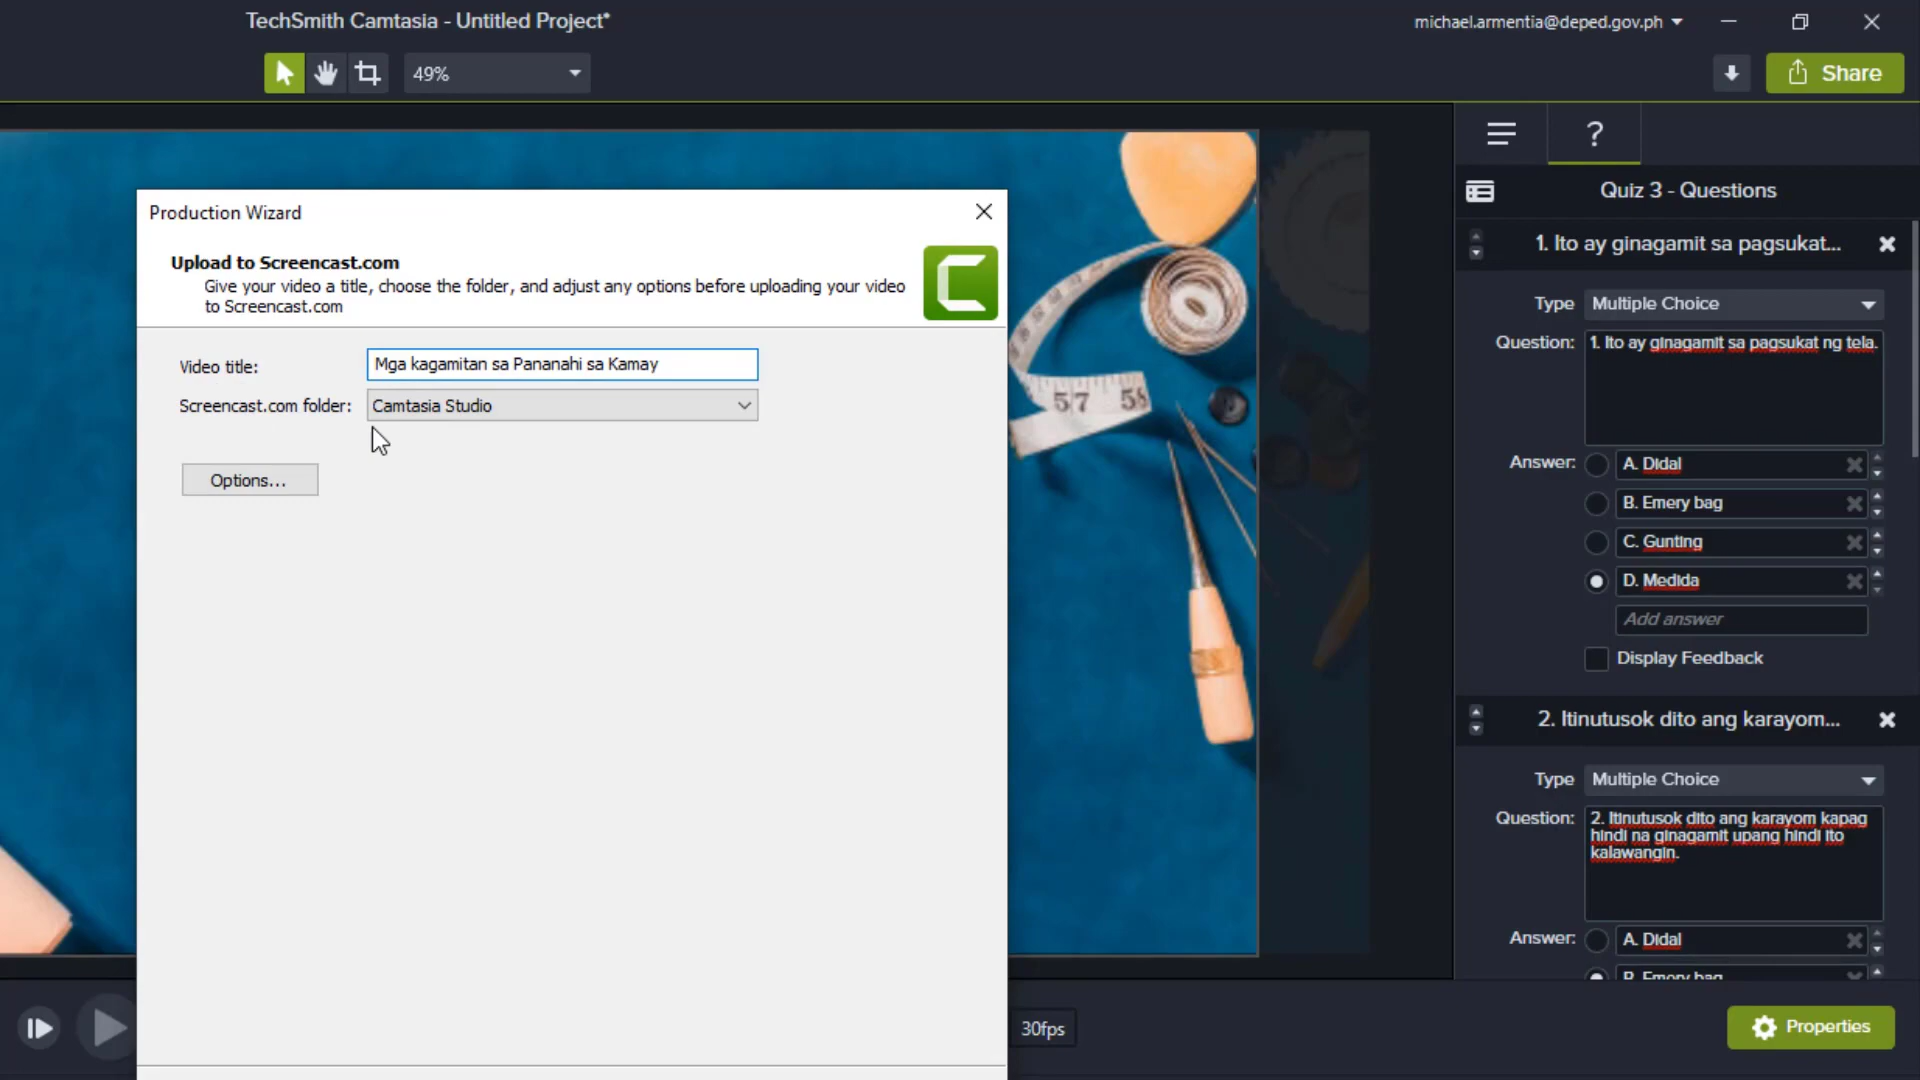 TechSmith Camtasia - Untitled Project*
michael.armentia@deped.gov.ph
49%
Share
?
Quiz 3 - Questions
Production Wizard
Upload to Screencast.com
Give your video a title, choose the folder, and adjust any options before uploading your video
to Screencast.com
Video title:
Mga kagamitan sa Pananahi sa Kamay
Screencast.com folder:
Camtasia Studio
Options...
57 58
1. Ito ay ginagamit sa pagsukat...
Type
Multiple Choice
Question:
1. Ito ay ginagamit sa pagsukat ng tela.
Answer:
A. Didal
B. Emery bag
C. Gunting
D. Medida
Add answer
Display Feedback
2. Itinutusok dito ang karayom...
Type
Multiple Choice
Question:
2. Itinutusok dito ang karayom kapag
hindi na ginagamit upang hindi ito
kalawangin.
Answer:
A. Didal
B. Emery bag
30fps
Properties